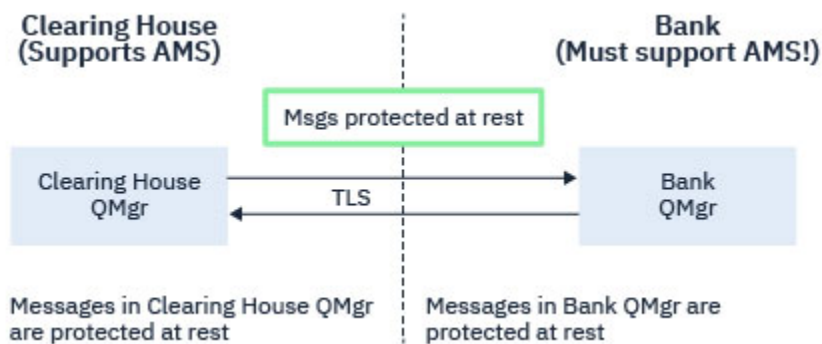 Clearing House
(Supports AMS)
Bank
(Must support AMS!)
Msgs protected at rest
Clearing House
QMgr
TLS
Bank
QMgr
Messages in Clearing House QMgr
are protected at rest
Messages in Bank QMgr are
protected at rest